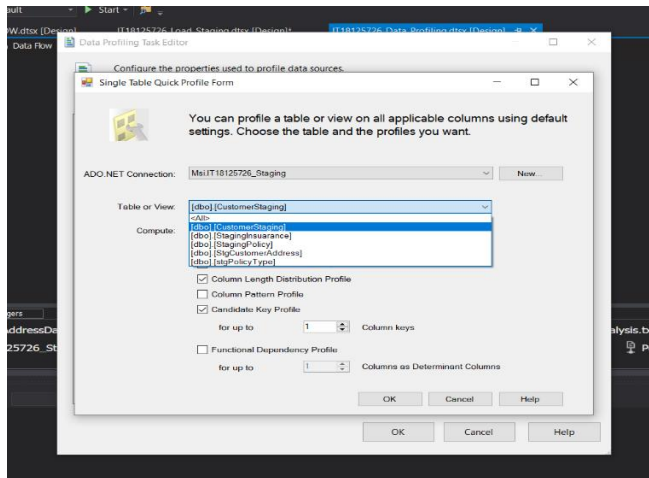 ault Start
OW.dtsx [Design] IT18125726_Load_Staging.dtsx [Design]* IT18125726_Data_Profiling.dtsx [Design]
Data Flow
Data Profiling Task Editor
Configure the properties used to profile data sources.
Single Table Quick Profile Form
You can profile a table or view on all applicable columns using default
settings. Choose the table and the profiles you want.
ADO.NET Connection: Msi.IT18125726_Staging New...
Table or View: [dbo].[CustomerStaging]
<All>
[dbo].[CustomerStaging]
Compute:
[dbo].[StagingInsuarance]
[dbo].[StagingPolicy]
[dbo].[StgCustomerAddress]
[dbo].[stgPolicyType]
Column Length Distribution Profile
Column Pattern Profile
Candidate Key Profile
for up to 1 Column keys
Functional Dependency Profile
for up to 1 Columns as Determinant Columns
OK Cancel Help
OK Cancel Help
gers
AddressDa
alysis.b
25726_St
P